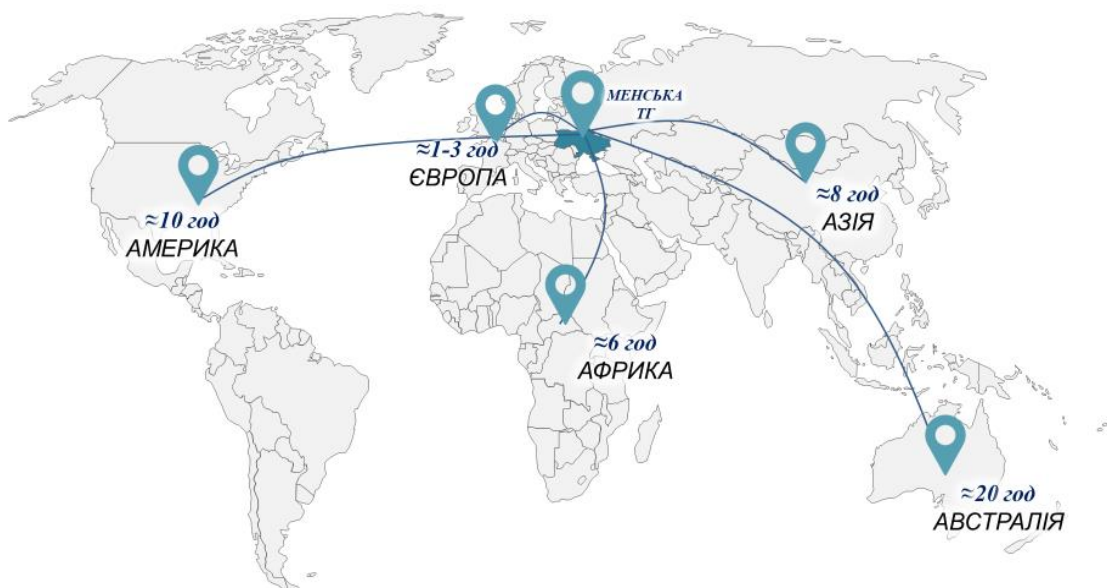 МЕНСЬКА
ТГ
≈1-3 год
ЄВРОПА
≈10 год
АМЕРИКА
≈8 год
АЗІЯ
≈6 год
АФРИКА
≈20 год
АВСТРАЛІЯ